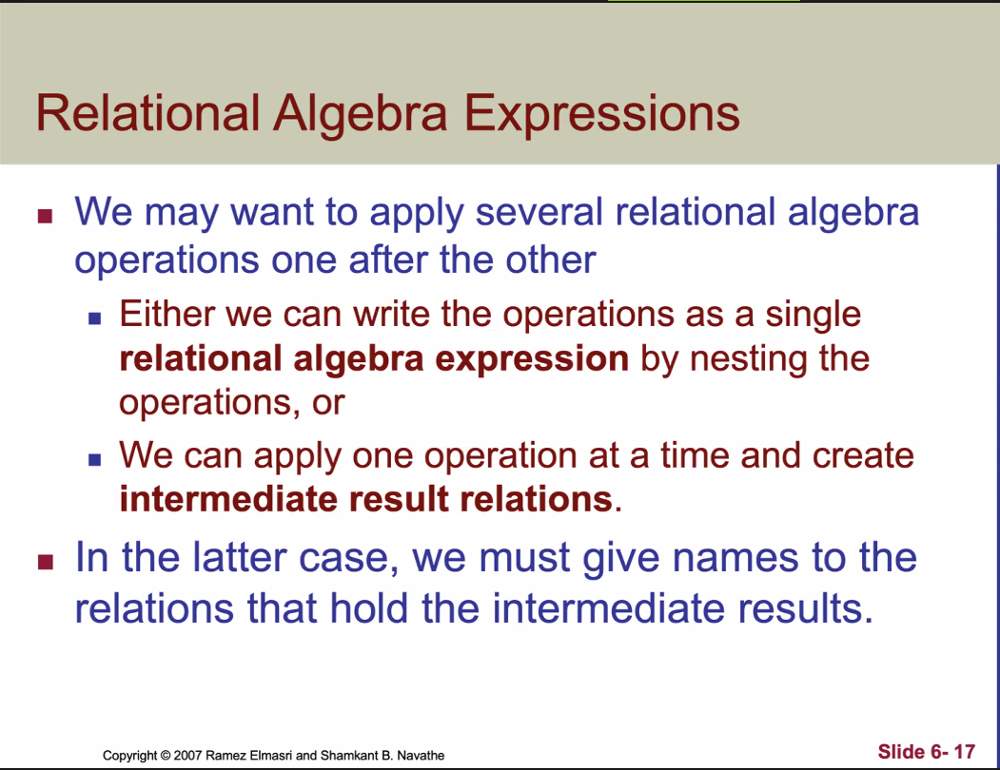 Relational Algebra Expressions
We may want to apply several relational algebra
operations one after the other
Either we can write the operations as a single
relational algebra expression by nesting the
operations, or
We can apply one operation at a time and create
intermediate result relations.
In the latter case, we must give names to the
relations that hold the intermediate results.
Copyright © 2007 Ramez Elmasri and Shamkant B. Navathe
Slide 6- 17